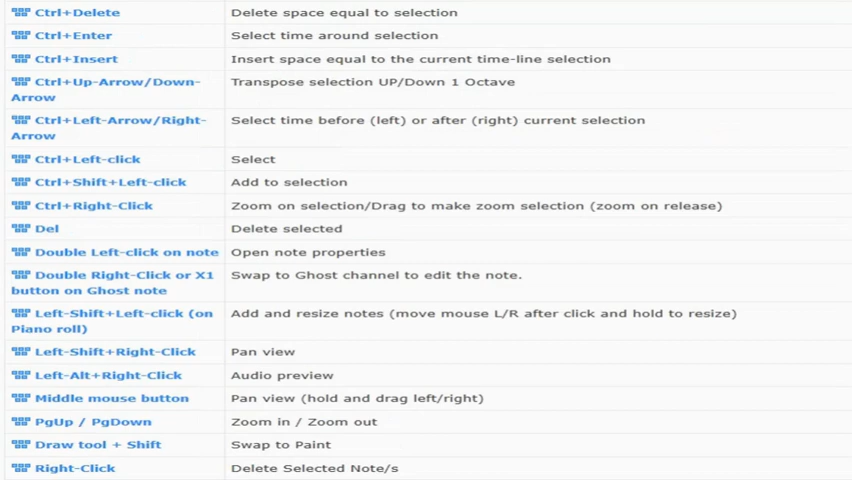 Ctrl+Delete Delete space equal to selection
Ctrl+Enter Select time around selection
Ctrl+Insert Insert space equal to the current time-line selection
Ctrl+Up-Arrow/Down- Transpose selection UP/Down 1 Octave
Arrow
Ctrl+Left-Arrow/Right- Select time before (left) or after (right) current selection
Arrow
Ctrl+Left-click Select
Ctrl+Shift+Left-click Add to selection
Ctrl+Right-Click Zoom on selection/Drag to make zoom selection (zoom on release)
Del Delete selected
Double Left-click on note Open note properties
Double Right-Click or X1 Swap to Ghost channel to edit the note.
button on Ghost note
Left-Shift+Left-click (on Add and resize notes (move mouse L/R after click and hold to resize)
Piano roll)
Left-Shift+Right-Click Pan view
Left-Alt+Right-Click Audio preview
Middle mouse button Pan view (hold and drag left/right)
PgUp / PgDown Zoom in / Zoom out
Draw tool + Shift Swap to Paint
Right-Click Delete Selected Note/s